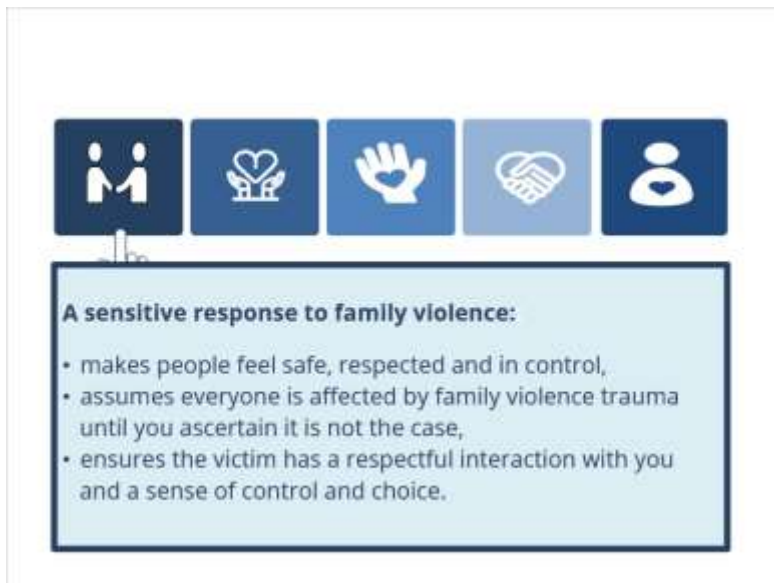 A sensitive response to family violence:
• makes people feel safe, respected and in control,
• assumes everyone is affected by family violence trauma
until you ascertain it is not the case,
• ensures the victim has a respectful interaction with you
and a sense of control and choice.